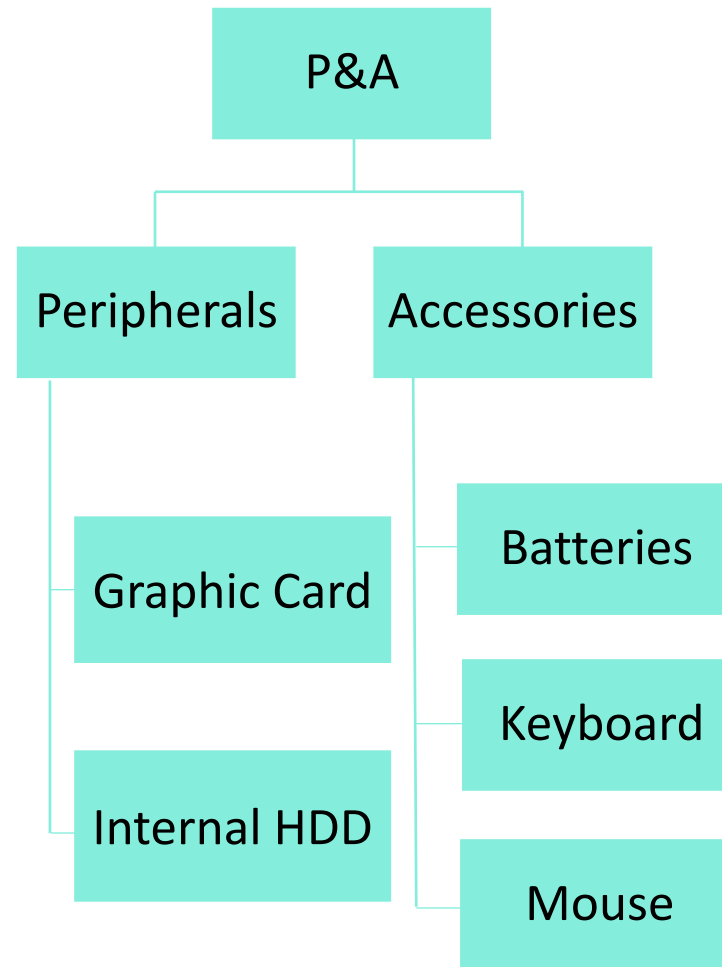 P&A
Peripherals
Accessories
Graphic Card
Internal HDD
Batteries
Keyboard
Mouse